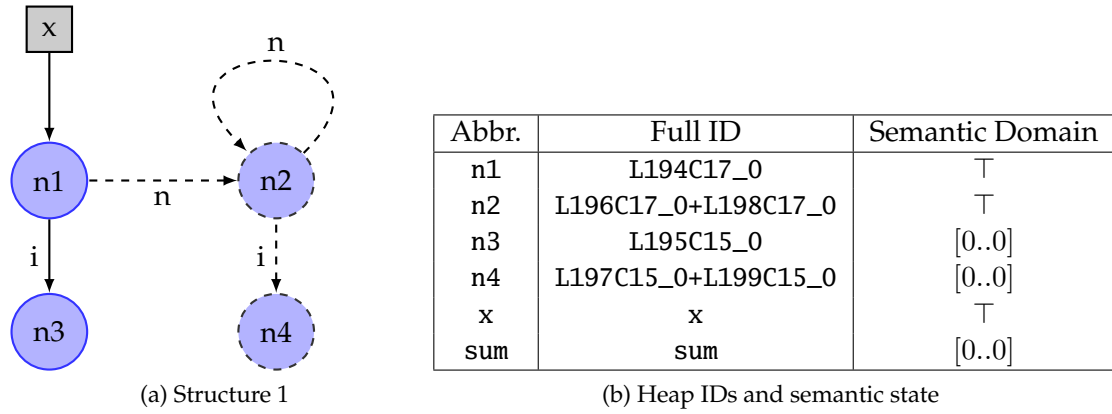 x
n
n1
n2
n
i
i
n3
n4
(a) Structure 1
Abbr. Full ID Semantic Domain
n1 L194C17_0 ⊤
n2 L196C17_0+L198C17_0 ⊤
n3 L195C15_0 [0..0]
n4 L197C15_0+L199C15_0 [0..0]
x x ⊤
sum sum [0..0]
(b) Heap IDs and semantic state